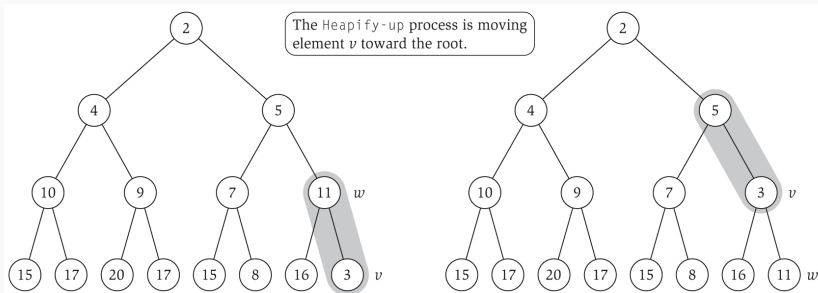 The Heapify-up process is moving
element v toward the root.
2
4 5
10 9 7 11 w
15 17 20 17 15 8 16 3 v
2
4 5
10 9 7 3 v
15 17 20 17 15 8 16 11 w